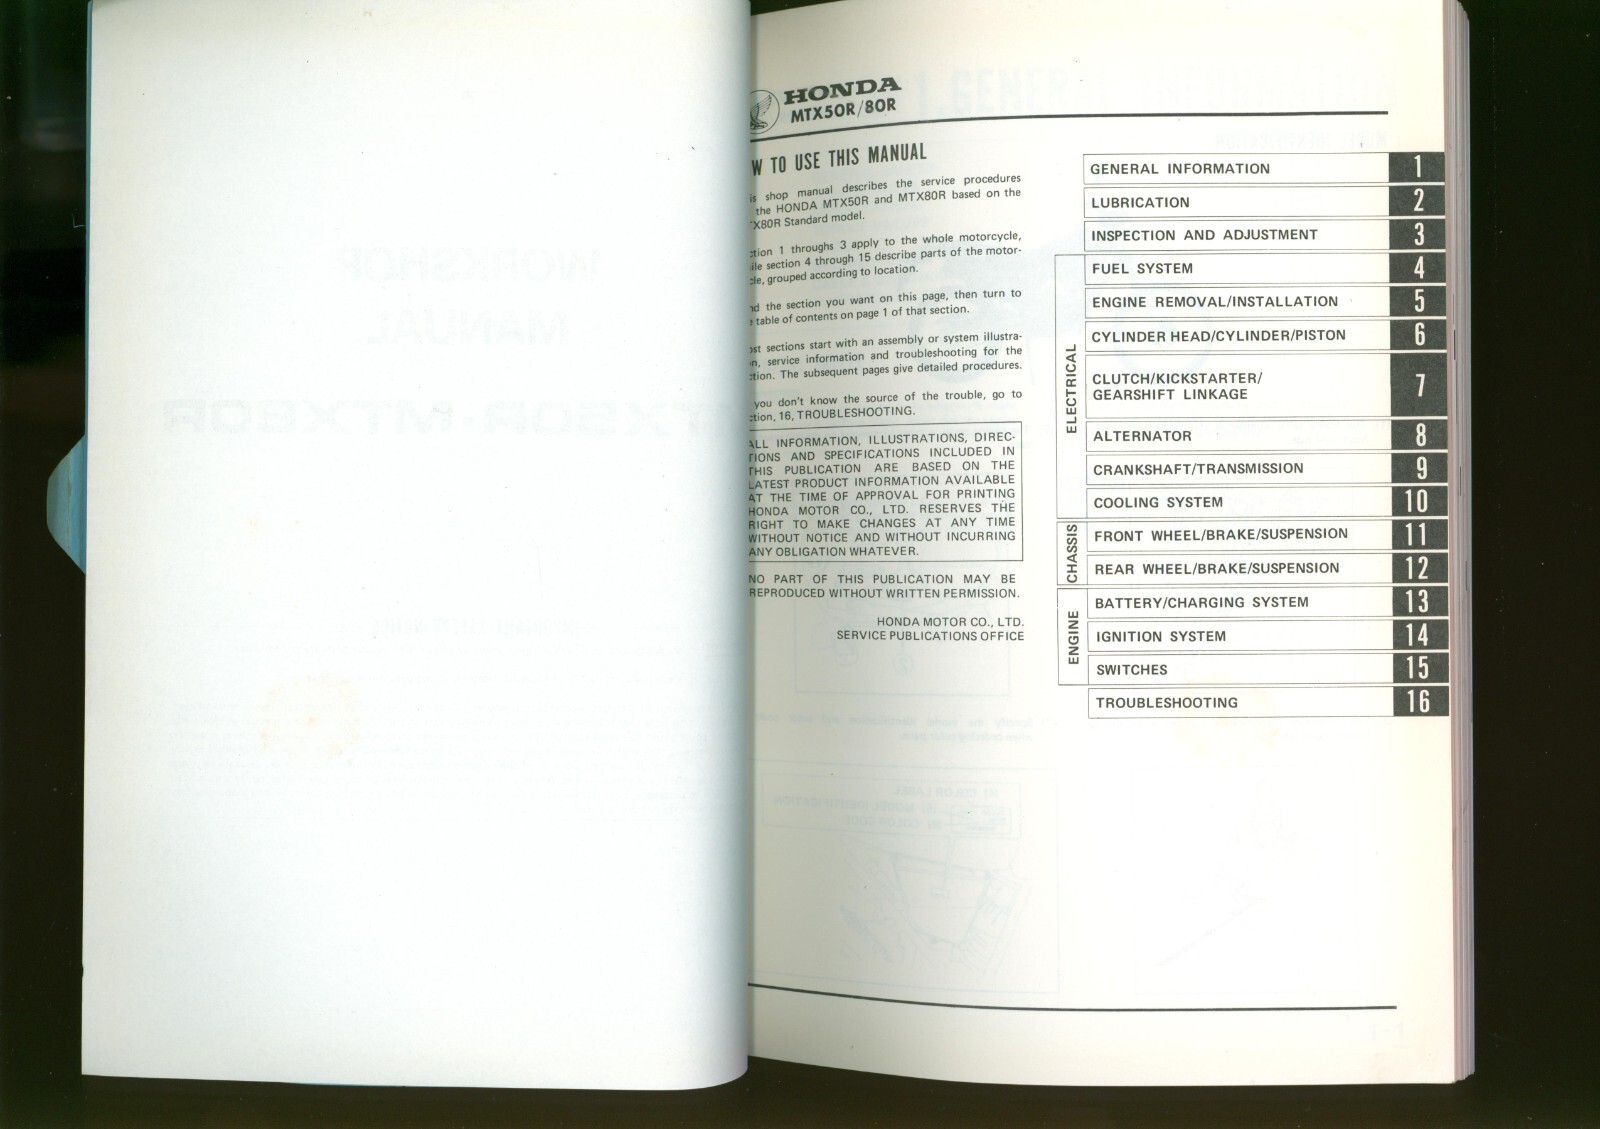 HONDA
MTX50R/80R
W TO USE THIS MANUAL
is shop manual describes the service procedures
the HONDA MTX50R and MTX80R based on the
X80R Standard model.
ction 1 throughs 3 apply to the whole motorcycle,
ile section 4 through 15 describe parts of the motor-
cle, grouped according to location.
nd the section you want on this page, then turn to
e table of contents on page 1 of that section.
ost sections start with an assembly or system illustra-
on, service information and troubleshooting for the
ction. The subsequent pages give detailed procedures.
you don't know the source of the trouble, go to
ction, 16, TROUBLESHOOTING.
ALL INFORMATION, ILLUSTRATIONS, DIREC-
TIONS AND SPECIFICATIONS INCLUDED IN
THIS PUBLICATION ARE BASED ON THE
LATEST PRODUCT INFORMATION AVAILABLE
AT THE TIME OF APPROVAL FOR PRINTING
HONDA MOTOR CO., LTD. RESERVES THE
RIGHT TO MAKE CHANGES AT ANY TIME
WITHOUT NOTICE AND WITHOUT INCURRING
ANY OBLIGATION WHATEVER.
NO PART OF THIS PUBLICATION MAY BE
REPRODUCED WITHOUT WRITTEN PERMISSION.
HONDA MOTOR CO., LTD.
SERVICE PUBLICATIONS OFFICE
GENERAL INFORMATION 1
LUBRICATION 2
INSPECTION AND ADJUSTMENT 3
ELECTRICAL
FUEL SYSTEM 4
ENGINE REMOVAL/INSTALLATION 5
CYLINDER HEAD/CYLINDER/PISTON 6
CLUTCH/KICKSTARTER/
GEARSHIFT LINKAGE 7
ALTERNATOR 8
CRANKSHAFT/TRANSMISSION 9
COOLING SYSTEM 10
CHASSIS
FRONT WHEEL/BRAKE/SUSPENSION 11
REAR WHEEL/BRAKE/SUSPENSION 12
ENGINE
BATTERY/CHARGING SYSTEM 13
IGNITION SYSTEM 14
SWITCHES 15
TROUBLESHOOTING 16